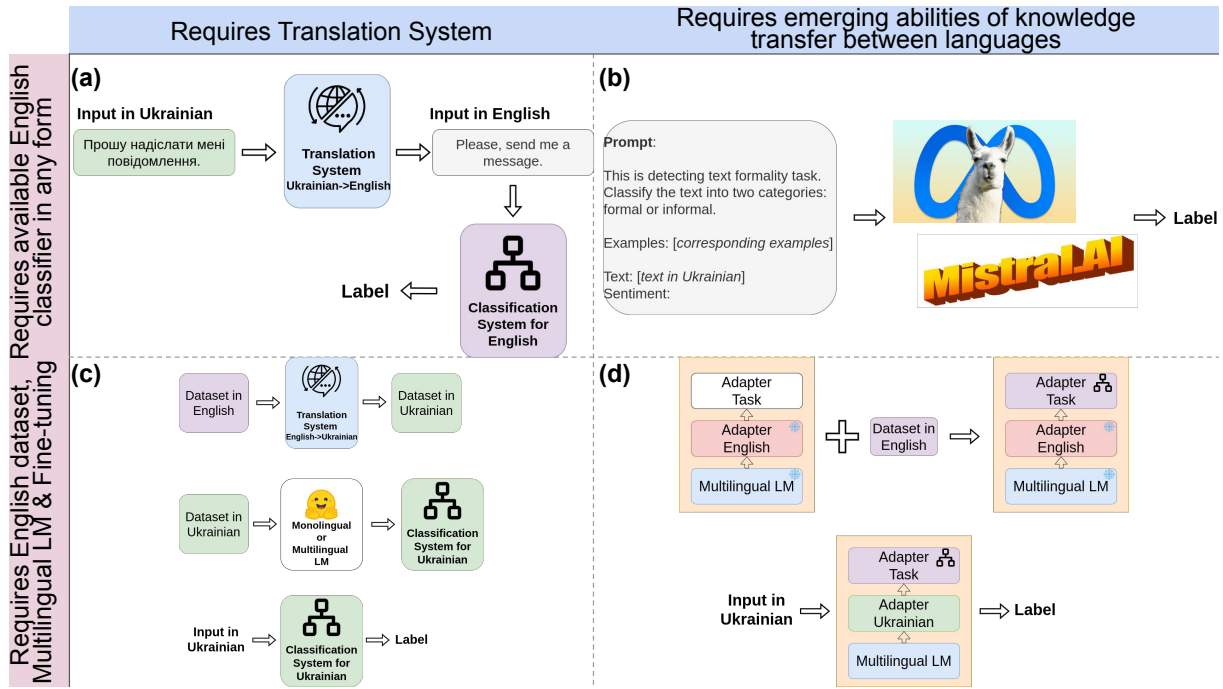 Requires Translation System
Requires emerging abilities of knowledge
transfer between languages
Requires available English
classifier in any form
Requires English dataset,
Multilingual LM & Fine-tuning
(a)
Input in Ukrainian
Прошу надіслати мені
повідомлення.
Translation
System
Ukrainian->English
Input in English
Please, send me a
message.
Classification
System for
English
Label
(b)
Prompt:
This is detecting text formality task.
Classify the text into two categories:
formal or informal.
Examples: [corresponding examples]
Text: [text in Ukrainian]
Sentiment:
Mistral.AI
Label
(c)
Dataset in
English
Translation
System
English->Ukrainian
Dataset in
Ukrainian
Dataset in
Ukrainian
Monolingual
or
Multilingual
LM
Classification
System for
Ukrainian
Input in
Ukrainian
Classification
System for
Ukrainian
Label
(d)
Adapter
Task
Adapter
English
Multilingual LM
Dataset in
English
Adapter
Task
Adapter
English
Multilingual LM
Input in
Ukrainian
Adapter
Task
Adapter
Ukrainian
Multilingual LM
Label